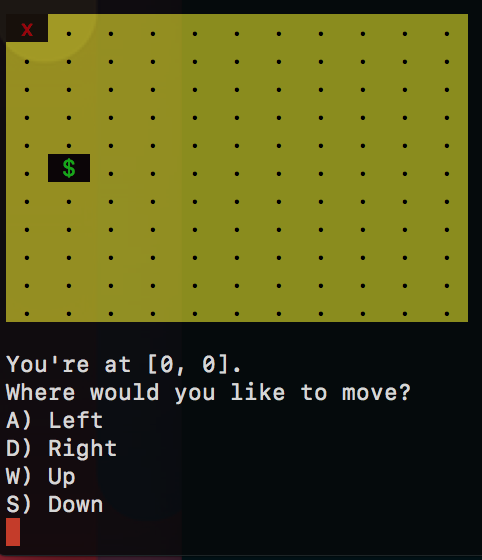 x . . . . . . . . . .
. . . . . . . . . . .
. . . . . . . . . . .
. . . . . . . . . . .
. . . . . . . . . . .
. $ . . . . . . . . .
. . . . . . . . . . .
. . . . . . . . . . .
. . . . . . . . . . .
. . . . . . . . . . .
. . . . . . . . . . .
You're at [0, 0].
Where would you like to move?
A) Left
D) Right
W) Up
S) Down